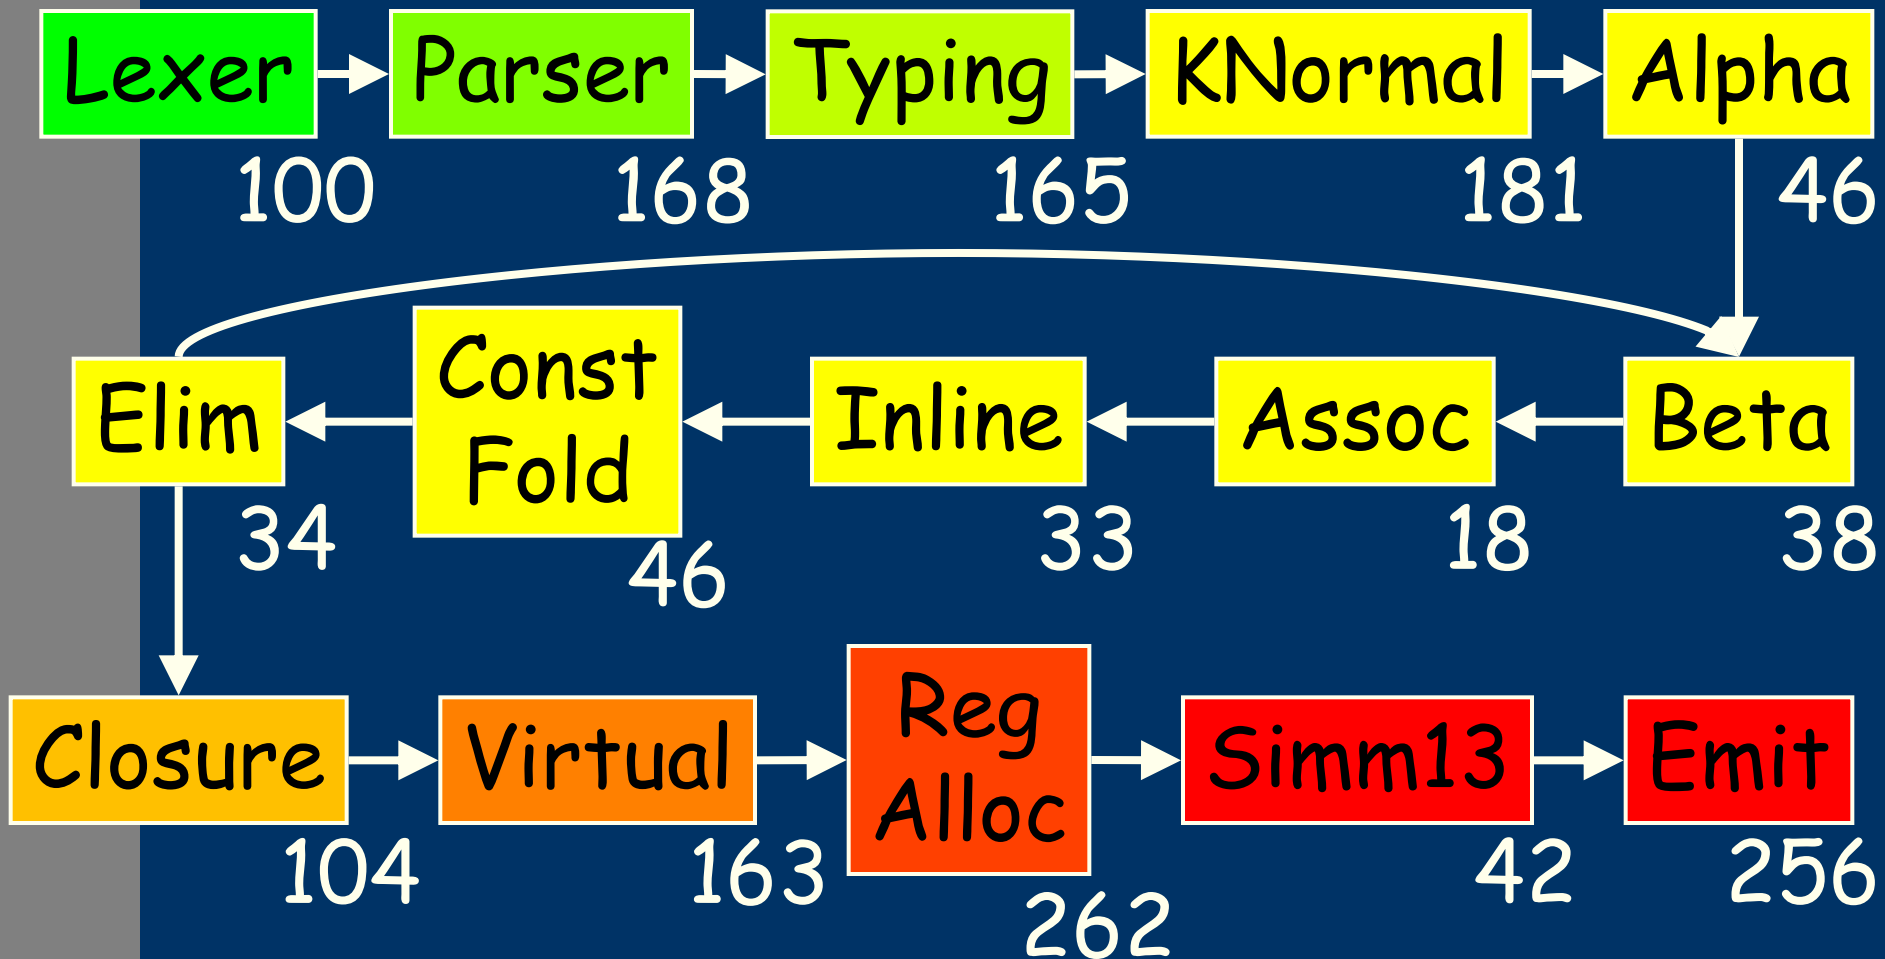 Lexer
Parser
Typing
KNormal
Alpha
100
168
165
181
46
Elim
Const
Fold
Inline
Assoc
Beta
34
46
33
18
38
Closure
Virtual
Reg
Alloc
Simm13
Emit
104
163
262
42
256